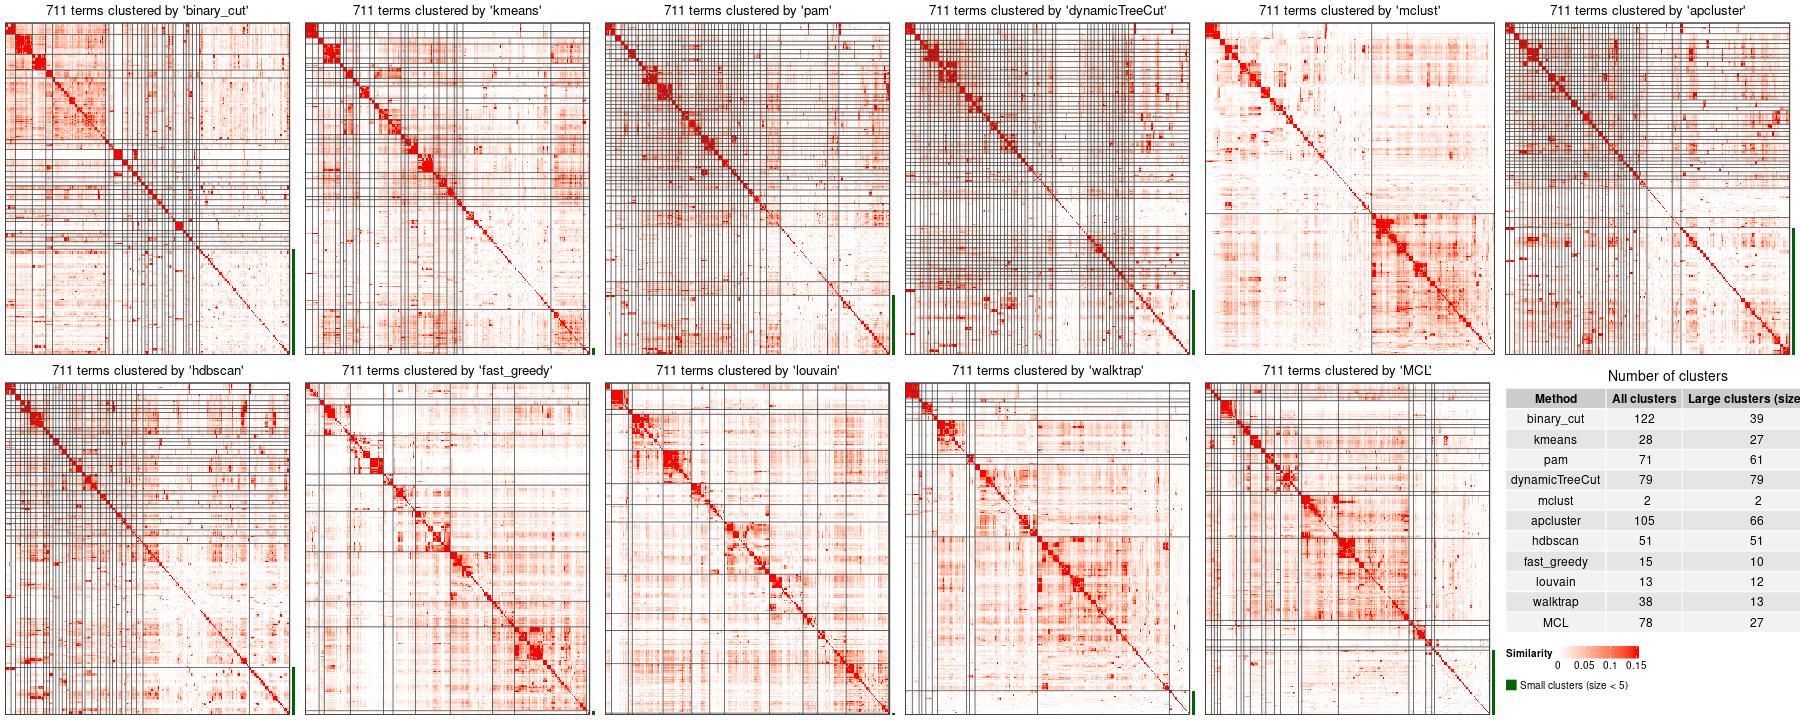 711 terms clustered by 'binary_cut'
711 terms clustered by 'kmeans'
711 terms clustered by 'pam'
711 terms clustered by 'dynamicTreeCut'
711 terms clustered by 'mclust'
711 terms clustered by 'apcluster'
711 terms clustered by 'hdbscan'
711 terms clustered by 'fast_greedy'
711 terms clustered by 'louvain'
711 terms clustered by 'walktrap'
711 terms clustered by 'MCL'
Number of clusters
Method All clusters Large clusters (size
binary_cut 122 39
kmeans 28 27
pam 71 61
dynamicTreeCut 79 79
mclust 2 2
apcluster 105 66
hdbscan 51 51
fast_greedy 15 10
louvain 13 12
walktrap 38 13
MCL 78 27
Similarity
0 0.05 0.1 0.15
Small clusters (size < 5)